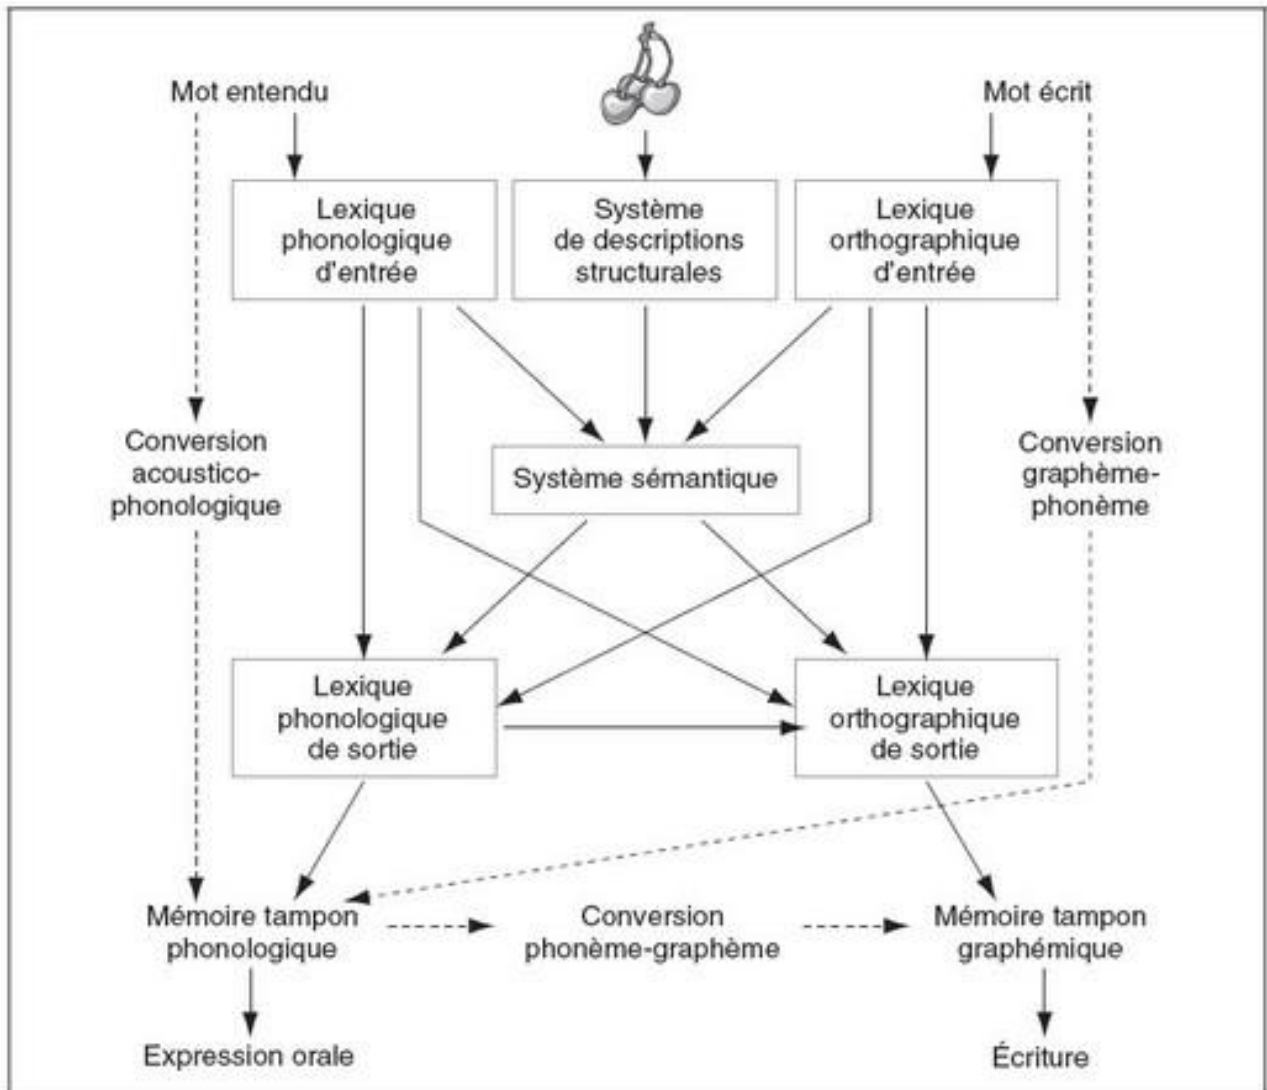 Mot entendu
Mot écrit
Lexique
phonologique
d'entrée
Système
de descriptions
structurales
Lexique
orthographique
d'entrée
Conversion
acoustico-
phonologique
Système sémantique
Conversion
graphème-
phonème
Lexique
phonologique
de sortie
Lexique
orthographique
de sortie
Mémoire tampon
phonologique
Conversion
phonème-graphème
Mémoire tampon
graphémique
Expression orale
Écriture